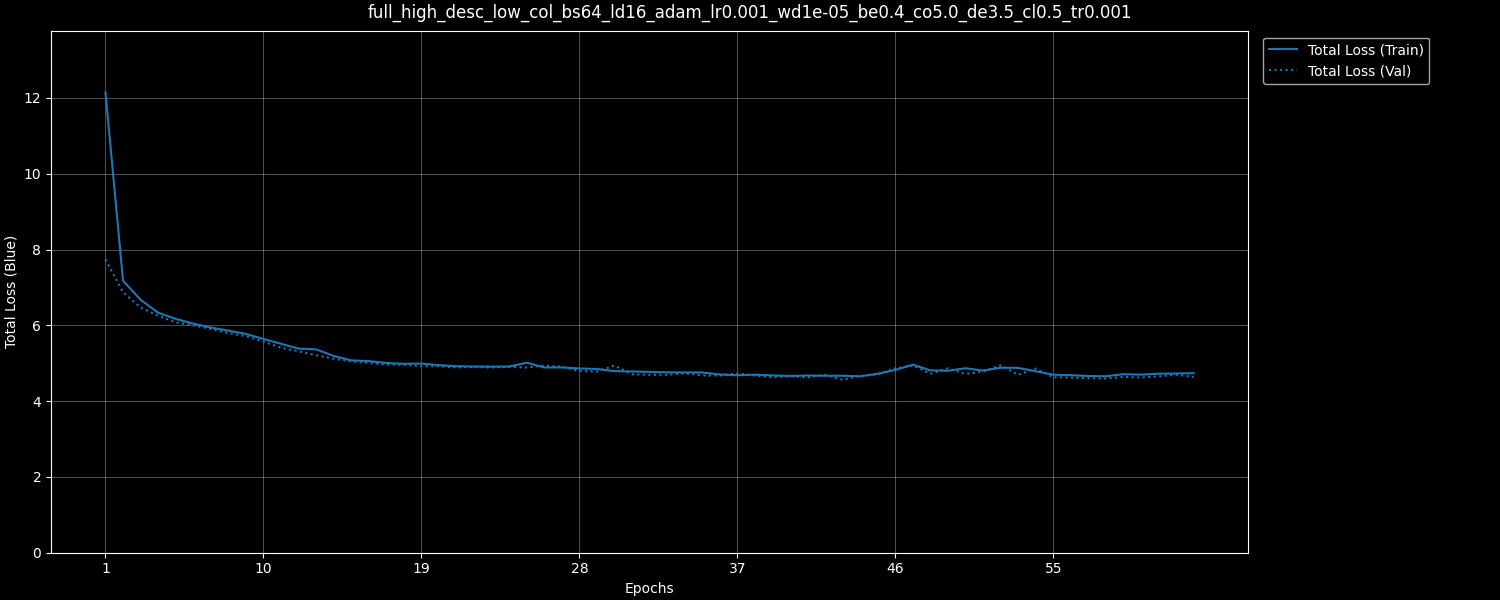 full_high_desc_low_col_bs64_ld16_adam_lr0.001_wd1e-05_be0.4_co5.0_de3.5_cl0.5_tr0.001
Total Loss (Train)
Total Loss (Val)
Total Loss (Blue)
12
10
8
6
4
2
0
1 10 19 28 37 46 55
Epochs